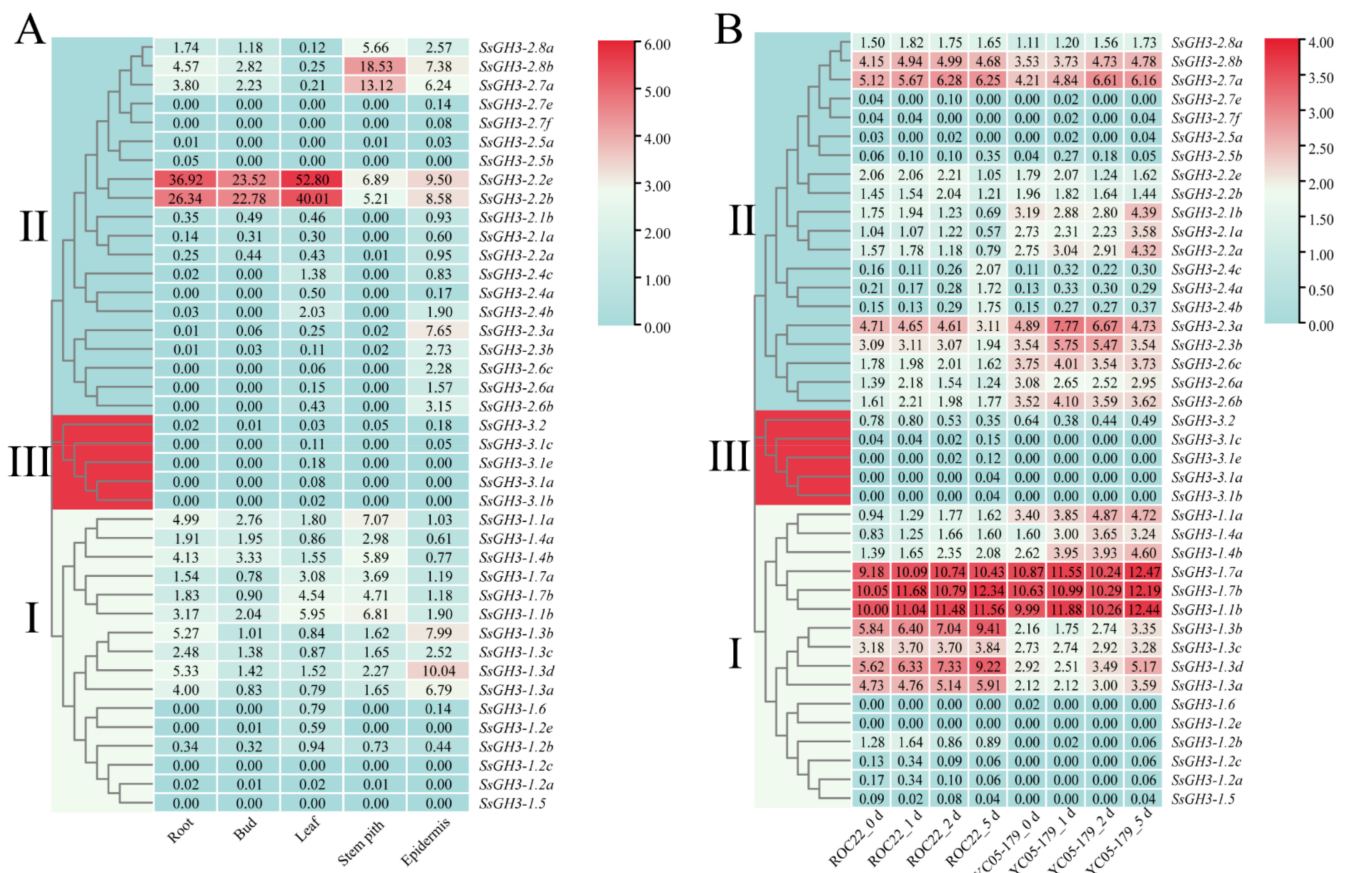 A
B
II
III
I
1.74 1.18 0.12 5.66 2.57 SsGH3-2.8a
4.57 2.82 0.25 18.53 7.38 SsGH3-2.8b
3.80 2.23 0.21 13.12 6.24 SsGH3-2.7a
0.00 0.00 0.00 0.00 0.14 SsGH3-2.7e
0.00 0.00 0.00 0.00 0.08 SsGH3-2.7f
0.01 0.00 0.00 0.01 0.03 SsGH3-2.5a
0.05 0.00 0.00 0.00 0.00 SsGH3-2.5b
36.92 23.52 52.80 6.89 9.50 SsGH3-2.2e
26.34 22.78 40.01 5.21 8.58 SsGH3-2.2b
0.35 0.49 0.46 0.00 0.93 SsGH3-2.1b
0.14 0.31 0.30 0.00 0.60 SsGH3-2.1a
0.25 0.44 0.43 0.01 0.95 SsGH3-2.2a
0.02 0.00 1.38 0.00 0.83 SsGH3-2.4c
0.00 0.00 0.50 0.00 0.17 SsGH3-2.4a
0.03 0.00 2.03 0.00 1.90 SsGH3-2.4b
0.01 0.06 0.25 0.02 7.65 SsGH3-2.3a
0.01 0.03 0.11 0.02 2.73 SsGH3-2.3b
0.00 0.00 0.06 0.00 2.28 SsGH3-2.6c
0.00 0.00 0.15 0.00 1.57 SsGH3-2.6a
0.00 0.00 0.43 0.00 3.15 SsGH3-2.6b
0.02 0.01 0.03 0.05 0.18 SsGH3-3.2
0.00 0.00 0.11 0.00 0.05 SsGH3-3.1c
0.00 0.00 0.18 0.00 0.00 SsGH3-3.1e
0.00 0.00 0.08 0.00 0.00 SsGH3-3.1a
0.00 0.00 0.02 0.00 0.00 SsGH3-3.1b
4.99 2.76 1.80 7.07 1.03 SsGH3-1.1a
1.91 1.95 0.86 2.98 0.61 SsGH3-1.4a
4.13 3.33 1.55 5.89 0.77 SsGH3-1.4b
1.54 0.78 3.08 3.69 1.19 SsGH3-1.7a
1.83 0.90 4.54 4.71 1.18 SsGH3-1.7b
3.17 2.04 5.95 6.81 1.90 SsGH3-1.1b
5.27 1.01 0.84 1.62 7.99 SsGH3-1.3b
2.48 1.38 0.87 1.65 2.52 SsGH3-1.3c
5.33 1.42 1.52 2.27 10.04 SsGH3-1.3d
4.00 0.83 0.79 1.65 6.79 SsGH3-1.3a
0.00 0.00 0.79 0.00 0.14 SsGH3-1.6
0.00 0.01 0.59 0.00 0.00 SsGH3-1.2e
0.34 0.32 0.94 0.73 0.44 SsGH3-1.2b
0.00 0.00 0.00 0.00 0.00 SsGH3-1.2c
0.02 0.01 0.02 0.01 0.00 SsGH3-1.2a
0.00 0.00 0.00 0.00 0.00 SsGH3-1.5
Root Bud Leaf Stem pith Epidermis
6.00
5.00
4.00
3.00
2.00
1.00
0.00
II
III
I
1.50 1.82 1.75 1.65 1.11 1.20 1.56 1.73 SsGH3-2.8a
4.15 4.94 4.99 4.68 3.53 3.73 4.73 4.78 SsGH3-2.8b
5.12 5.67 6.28 6.25 4.21 4.84 6.61 6.16 SsGH3-2.7a
0.04 0.00 0.10 0.00 0.00 0.02 0.00 0.00 SsGH3-2.7e
0.04 0.04 0.00 0.00 0.00 0.02 0.00 0.04 SsGH3-2.7f
0.03 0.00 0.02 0.00 0.00 0.02 0.00 0.04 SsGH3-2.5a
0.06 0.10 0.10 0.35 0.04 0.27 0.18 0.05 SsGH3-2.5b
2.06 2.06 2.21 1.05 1.79 2.07 1.24 1.62 SsGH3-2.2e
1.45 1.54 2.04 1.21 1.96 1.82 1.64 1.44 SsGH3-2.2b
1.75 1.94 1.23 0.69 3.19 2.88 2.80 4.39 SsGH3-2.1b
1.04 1.07 1.22 0.57 2.73 2.31 2.23 3.58 SsGH3-2.1a
1.57 1.78 1.18 0.79 2.75 3.04 2.91 4.32 SsGH3-2.2a
0.16 0.11 0.26 2.07 0.11 0.32 0.22 0.30 SsGH3-2.4c
0.21 0.17 0.28 1.72 0.13 0.33 0.30 0.29 SsGH3-2.4a
0.15 0.13 0.29 1.75 0.15 0.27 0.27 0.37 SsGH3-2.4b
4.71 4.65 4.61 3.11 4.89 7.77 6.67 4.73 SsGH3-2.3a
3.09 3.11 3.07 1.94 3.54 5.75 5.47 3.54 SsGH3-2.3b
1.78 1.98 2.01 1.62 3.75 4.01 3.54 3.73 SsGH3-2.6c
1.39 2.18 1.54 1.24 3.08 2.65 2.52 2.95 SsGH3-2.6a
1.61 2.21 1.98 1.77 3.52 4.10 3.59 3.62 SsGH3-2.6b
0.78 0.80 0.53 0.35 0.64 0.38 0.44 0.49 SsGH3-3.2
0.04 0.04 0.02 0.15 0.00 0.00 0.00 0.00 SsGH3-3.1c
0.00 0.00 0.02 0.12 0.00 0.00 0.00 0.00 SsGH3-3.1e
0.00 0.00 0.00 0.04 0.00 0.00 0.00 0.00 SsGH3-3.1a
0.00 0.00 0.00 0.04 0.00 0.00 0.00 0.00 SsGH3-3.1b
0.94 1.29 1.77 1.62 3.40 3.85 4.87 4.72 SsGH3-1.1a
0.83 1.25 1.66 1.60 1.60 3.00 3.65 3.24 SsGH3-1.4a
1.39 1.65 2.35 2.08 2.62 3.95 3.93 4.60 SsGH3-1.4b
9.18 10.09 10.74 10.43 10.87 11.55 10.24 12.47 SsGH3-1.7a
10.05 11.68 10.79 12.34 10.63 10.99 10.29 12.19 SsGH3-1.7b
10.00 11.04 11.48 11.56 9.99 11.88 10.26 12.44 SsGH3-1.1b
5.84 6.40 7.04 9.41 2.16 1.75 2.74 3.35 SsGH3-1.3b
3.18 3.70 3.70 3.84 2.73 2.74 2.92 3.28 SsGH3-1.3c
5.62 6.33 7.33 9.22 2.92 2.51 3.49 5.17 SsGH3-1.3d
4.73 4.76 5.14 5.91 2.12 2.12 3.00 3.59 SsGH3-1.3a
0.00 0.00 0.00 0.00 0.02 0.00 0.00 0.00 SsGH3-1.6
0.00 0.00 0.00 0.00 0.00 0.00 0.00 0.00 SsGH3-1.2e
1.28 1.64 0.86 0.89 0.00 0.02 0.00 0.06 SsGH3-1.2b
0.13 0.34 0.09 0.06 0.00 0.00 0.00 0.06 SsGH3-1.2c
0.17 0.34 0.10 0.06 0.00 0.00 0.00 0.06 SsGH3-1.2a
0.09 0.02 0.08 0.04 0.00 0.00 0.00 0.04 SsGH3-1.5
ROC22_0 d ROC22_1 d ROC22_2 d ROC22_5 d YC05-179_0 d YC05-179_1 d YC05-179_2 d YC05-179_5 d
4.00
3.50
3.00
2.50
2.00
1.50
1.00
0.50
0.00